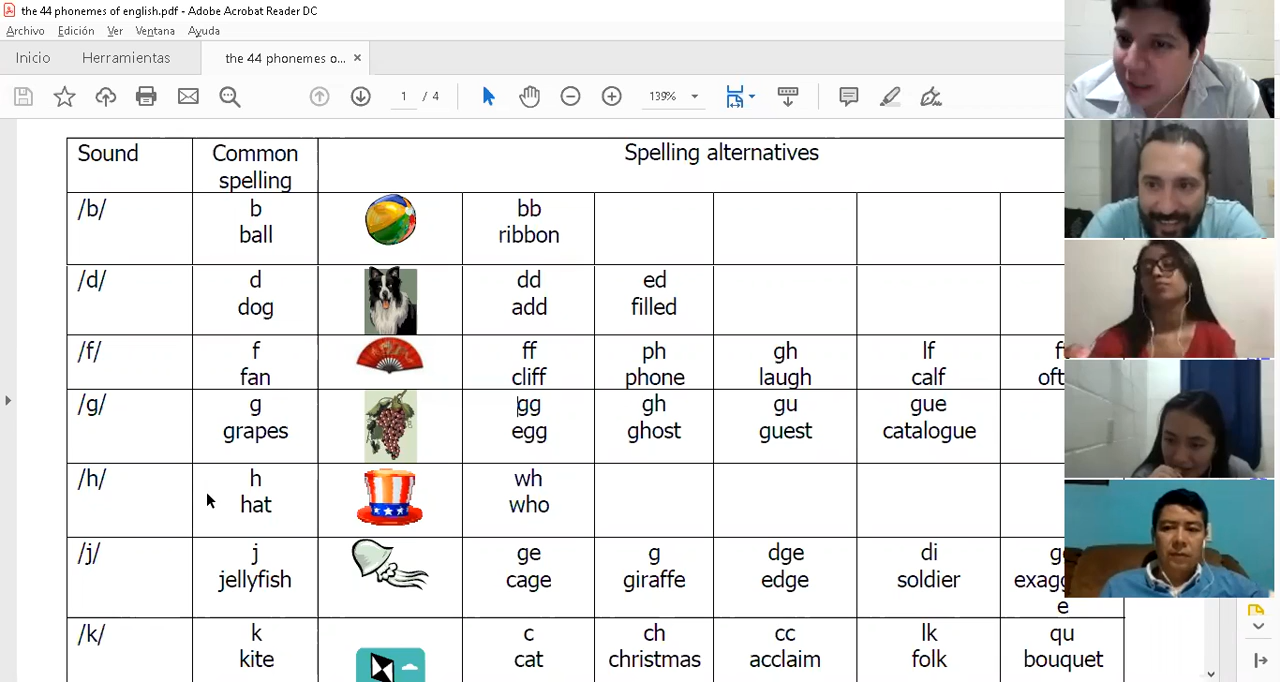 the 44 phonemes of english.pdf - Adobe Acrobat Reader DC
Archivo Edición Ver Ventana Ayuda
Inicio Herramientas the 44 phonemes o... ×
1 / 4 139%
Sound Common spelling Spelling alternatives
/b/ b bb
ball ribbon
/d/ d dd ed
dog add filled
/f/ f ff ph gh lf
fan cliff phone laugh calf
/g/ g gg gh gu gue
grapes egg ghost guest catalogue
/h/ h wh
hat who
/j/ j ge g dge di
jellyfish cage giraffe edge soldier
/k/ k c ch cc lk qu
kite cat christmas acclaim folk bouquet